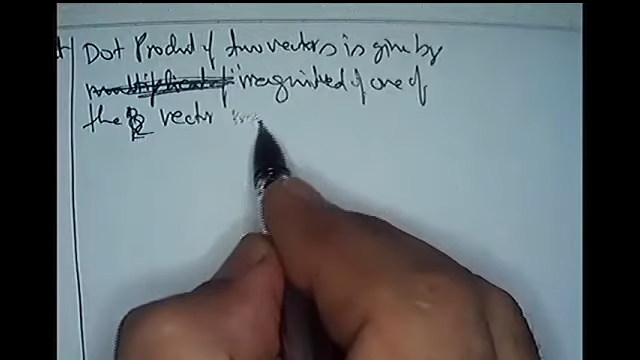 Dot Product of two vectors is given by
magnitude of one of
the vector